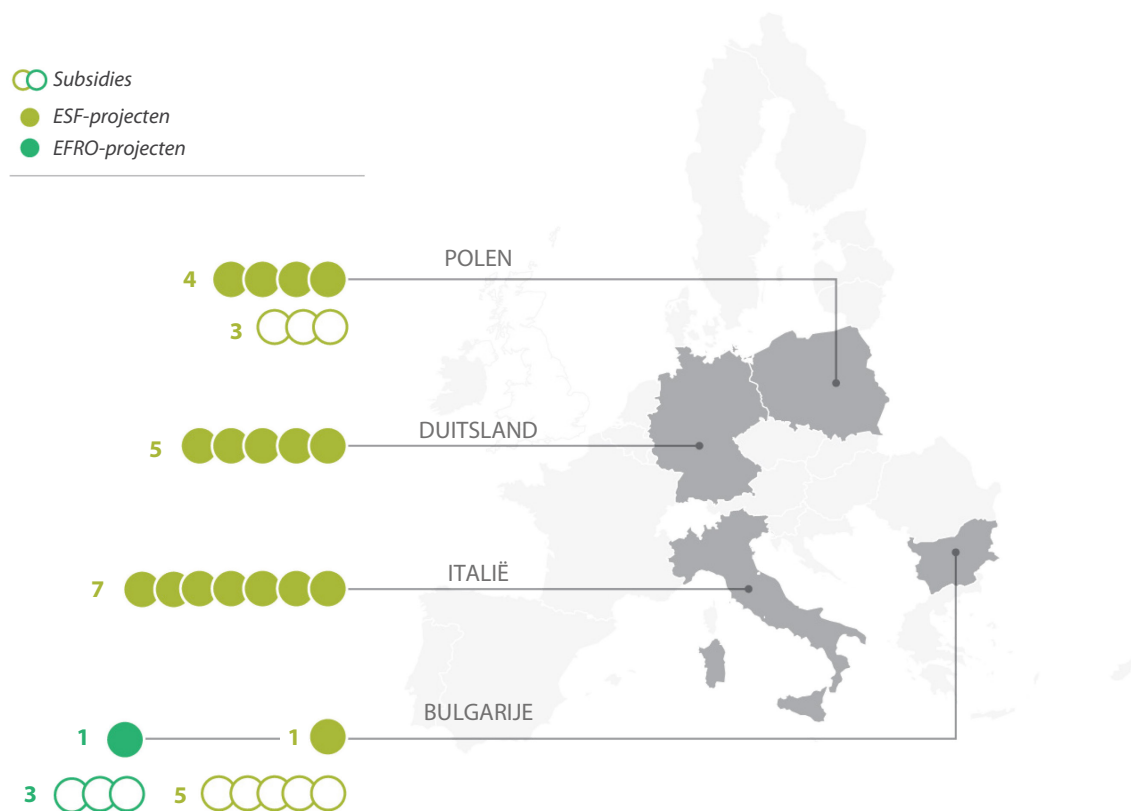 Subsidies
ESF-projecten
EFRO-projecten
POLEN
4
3
DUITSLAND
5
ITALIË
7
BULGARIJE
1
1
3
5